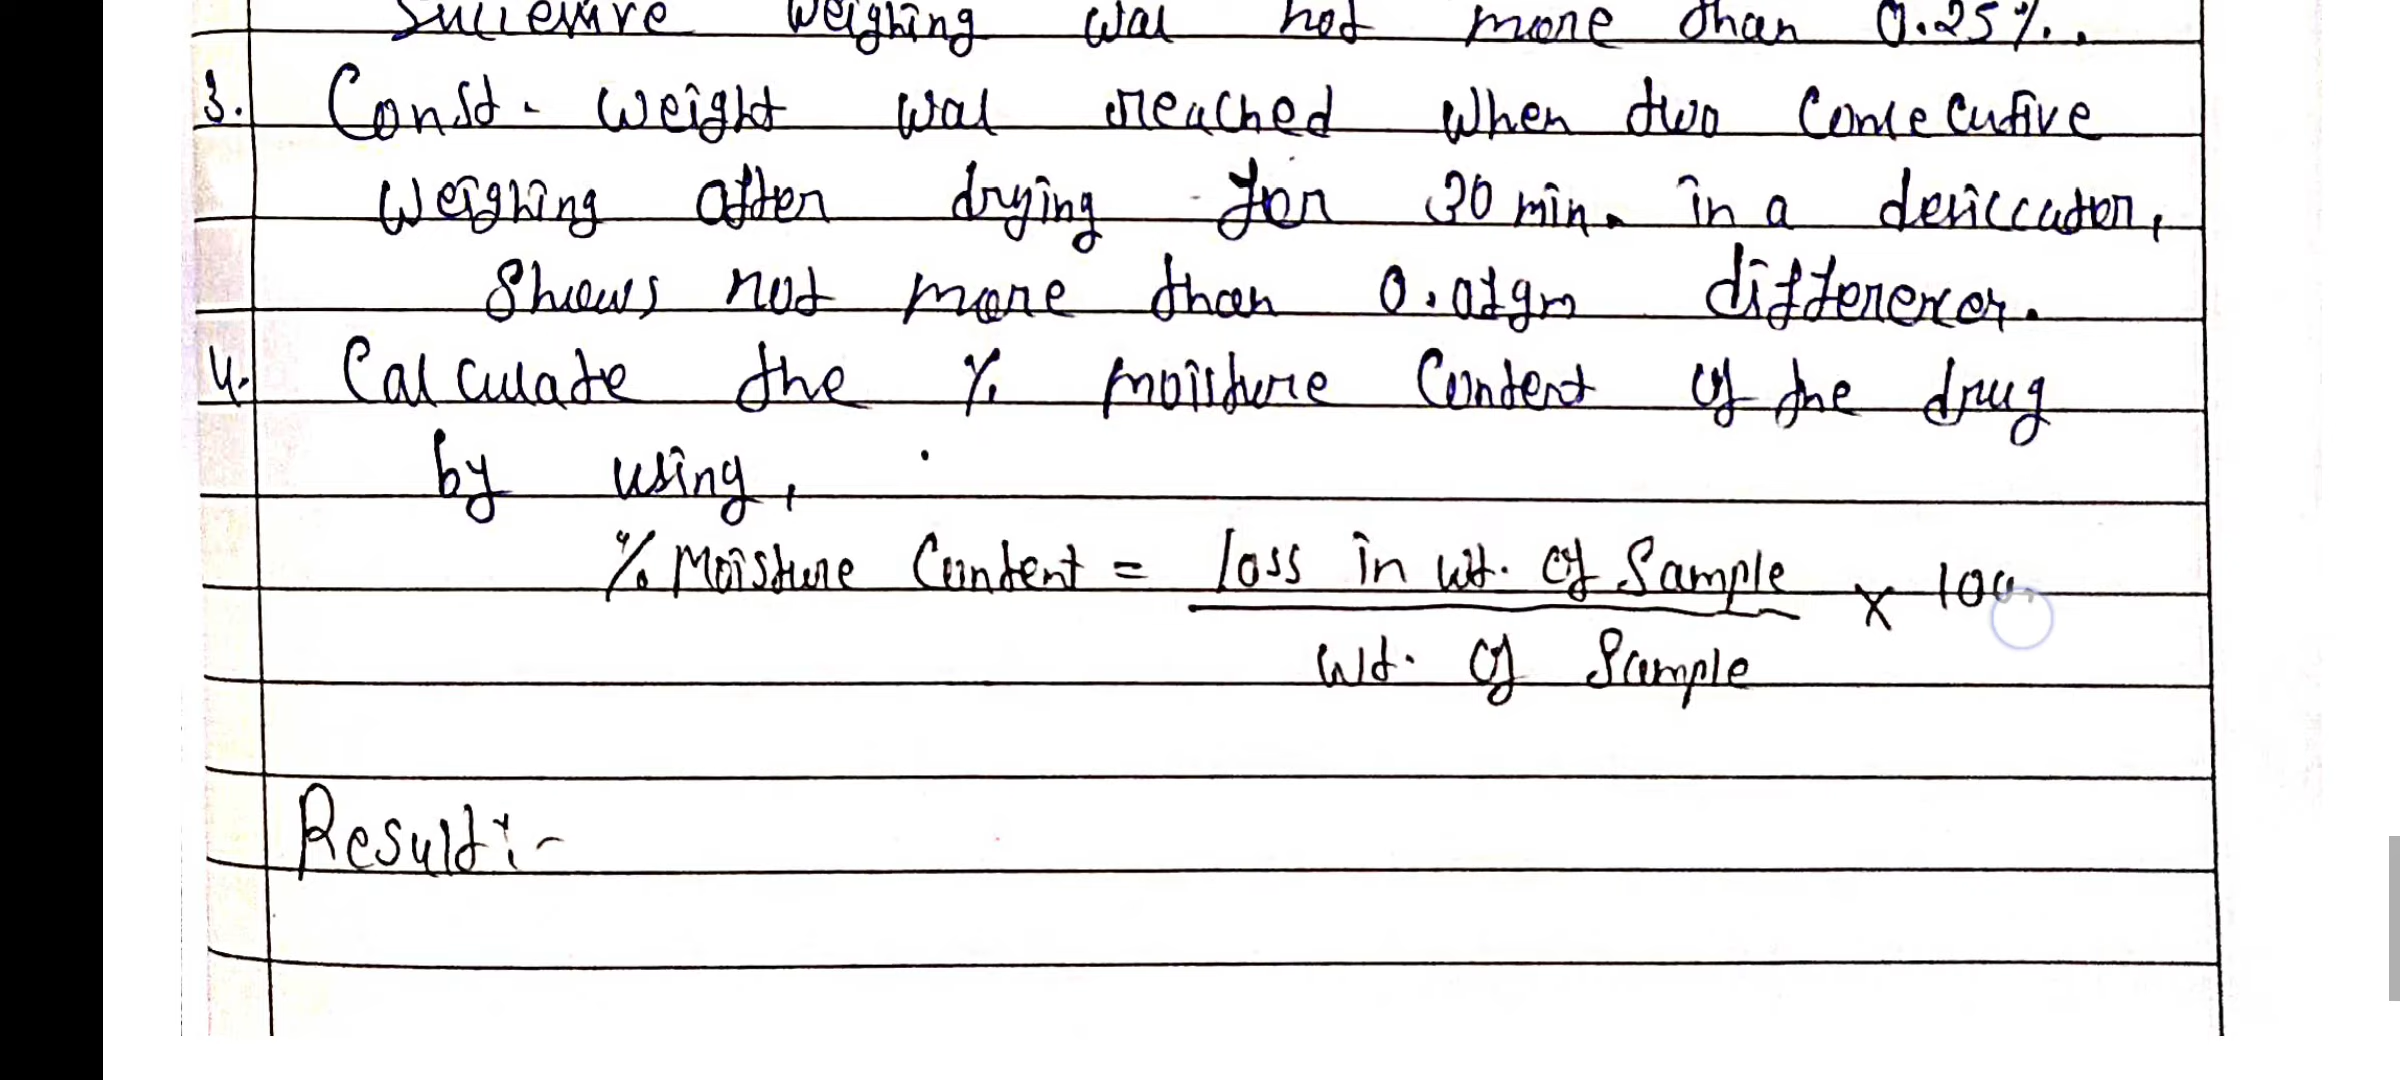 Successive weighing was not more than 0.25%.
3. Const. weight was reached when two consecutive
weighing after drying for 30 min. in a desiccator,
Shows not more than 0.01gm differences.
4. Calculate the % moisture Content of the drug
by using,
% Moisture Content = loss in wt. of Sample × 100
wt. of Sample
Result :-